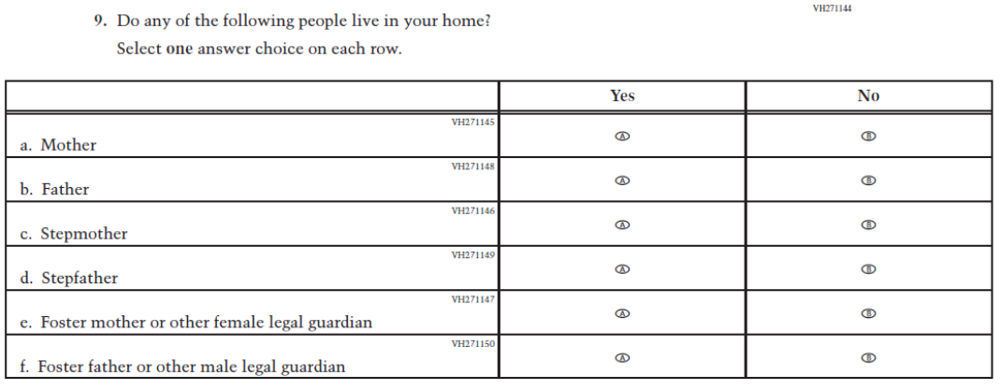 VH271144
9. Do any of the following people live in your home?
Select one answer choice on each row.
Yes No
VH271145
a. Mother A B
VH271148
b. Father A B
VH271146
c. Stepmother A B
VH271149
d. Stepfather A B
VH271147
e. Foster mother or other female legal guardian A B
VH271150
f. Foster father or other male legal guardian A B